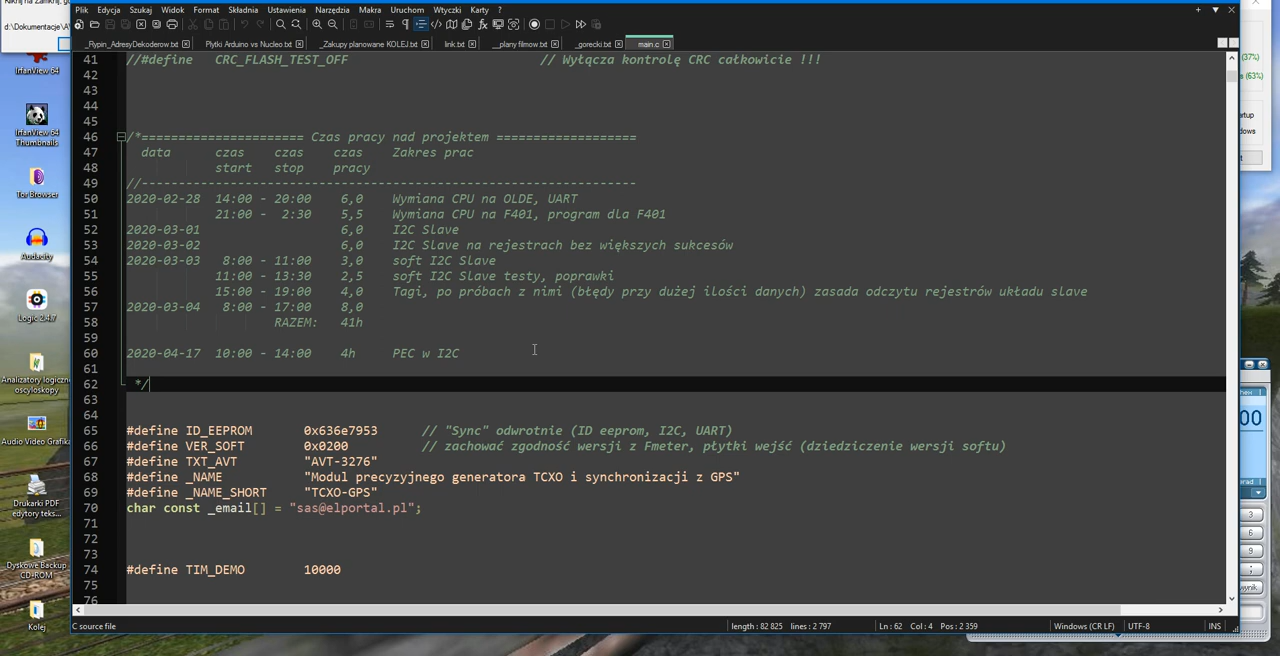 d:\Dokumentacje\A
Plik Edycja Szukaj Widok Format Składnia Ustawienia Narzędzia Makra Uruchom Wtyczki Karty ?
_Rypin_AdresyDekoderow.txt Plytki Arduino vs Nucleo.txt _Zakupy planowane KOLEJ.txt link.txt __plany filmow.txt _gorecki.txt main.c
41 //#define CRC_FLASH_TEST_OFF // Wyłącza kontrolę CRC całkowicie !!!
42
43
44
45
46 /*====================== Czas pracy nad projektem ===================
47 data czas czas czas Zakres prac
48 start stop pracy
49 //-------------------------------------------------------------------
50 2020-02-28 14:00 - 20:00 6,0 Wymiana CPU na OLDE, UART
51 21:00 - 2:30 5,5 Wymiana CPU na F401, program dla F401
52 2020-03-01 6,0 I2C Slave
53 2020-03-02 6,0 I2C Slave na rejestrach bez większych sukcesów
54 2020-03-03 8:00 - 11:00 3,0 soft I2C Slave
55 11:00 - 13:30 2,5 soft I2C Slave testy, poprawki
56 15:00 - 19:00 4,0 Tagi, po próbach z nimi (błędy przy dużej ilości danych) zasada odczytu rejestrów układu slave
57 2020-03-04 8:00 - 17:00 8,0
58 RAZEM: 41h
59
60 2020-04-17 10:00 - 14:00 4h PEC w I2C
61
62 */
63
64
65 #define ID_EEPROM 0x636e7953 // "Sync" odwrotnie (ID eeprom, I2C, UART)
66 #define VER_SOFT 0x0200 // zachować zgodność wersji z Fmeter, płytki wejść (dziedziczenie wersji softu)
67 #define TXT_AVT "AVT-3276"
68 #define _NAME "Modul precyzyjnego generatora TCXO i synchronizacji z GPS"
69 #define _NAME_SHORT "TCXO-GPS"
70 char const _email[] = "sas@elportal.pl";
71
72
73
74 #define TIM_DEMO 10000
75
76
C source file length : 82 825 lines : 2 797 Ln : 62 Col : 4 Pos : 2 359 Windows (CR LF) UTF-8 INS
IrfanView 64
IrfanView 64
Thumbnails
Tor Browser
Audacity
Logic 2.4.7
Analizatory logiczne
oscyloskopy
Audio Video Grafika
Drukarki PDF
edytory teks...
Dyskowe Backup
CD-ROM
Kolej
(37%)
(63%)
3
6
9
;